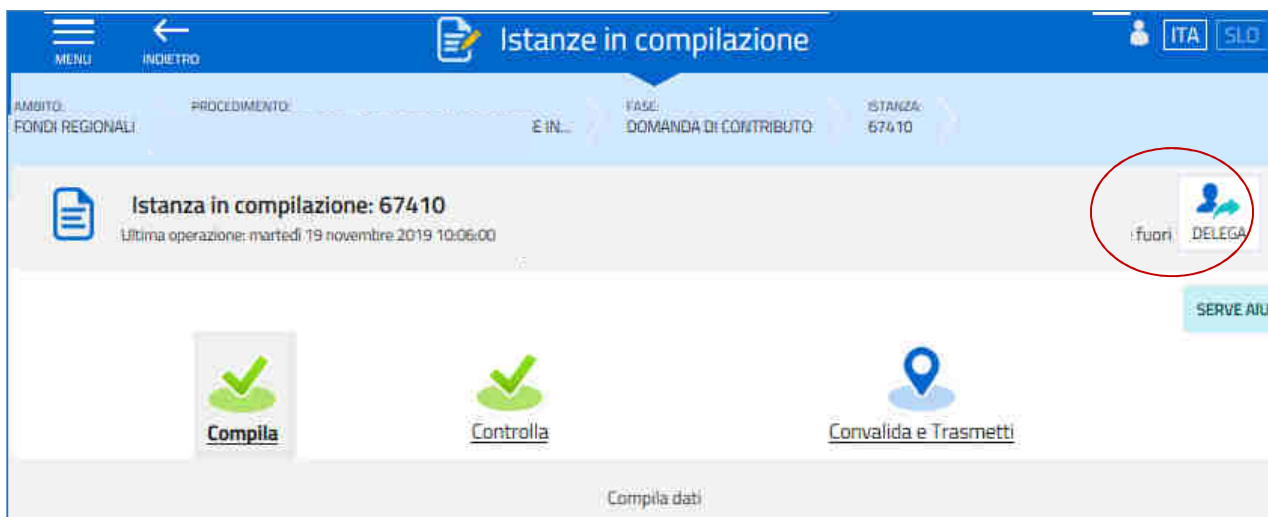 MENU
INDIETRO
Istanze in compilazione
ITA
SLO
AMBITO:
FONDI REGIONALI
PROCEDIMENTO:
E IN...
FASE:
DOMANDA DI CONTRIBUTO
ISTANZA:
67410
Istanza in compilazione: 67410
Ultima operazione: martedì 19 novembre 2019 10:06:00
fuori
DELEGA
SERVE AIU
Compila
Controlla
Convalida e Trasmetti
Compila dati